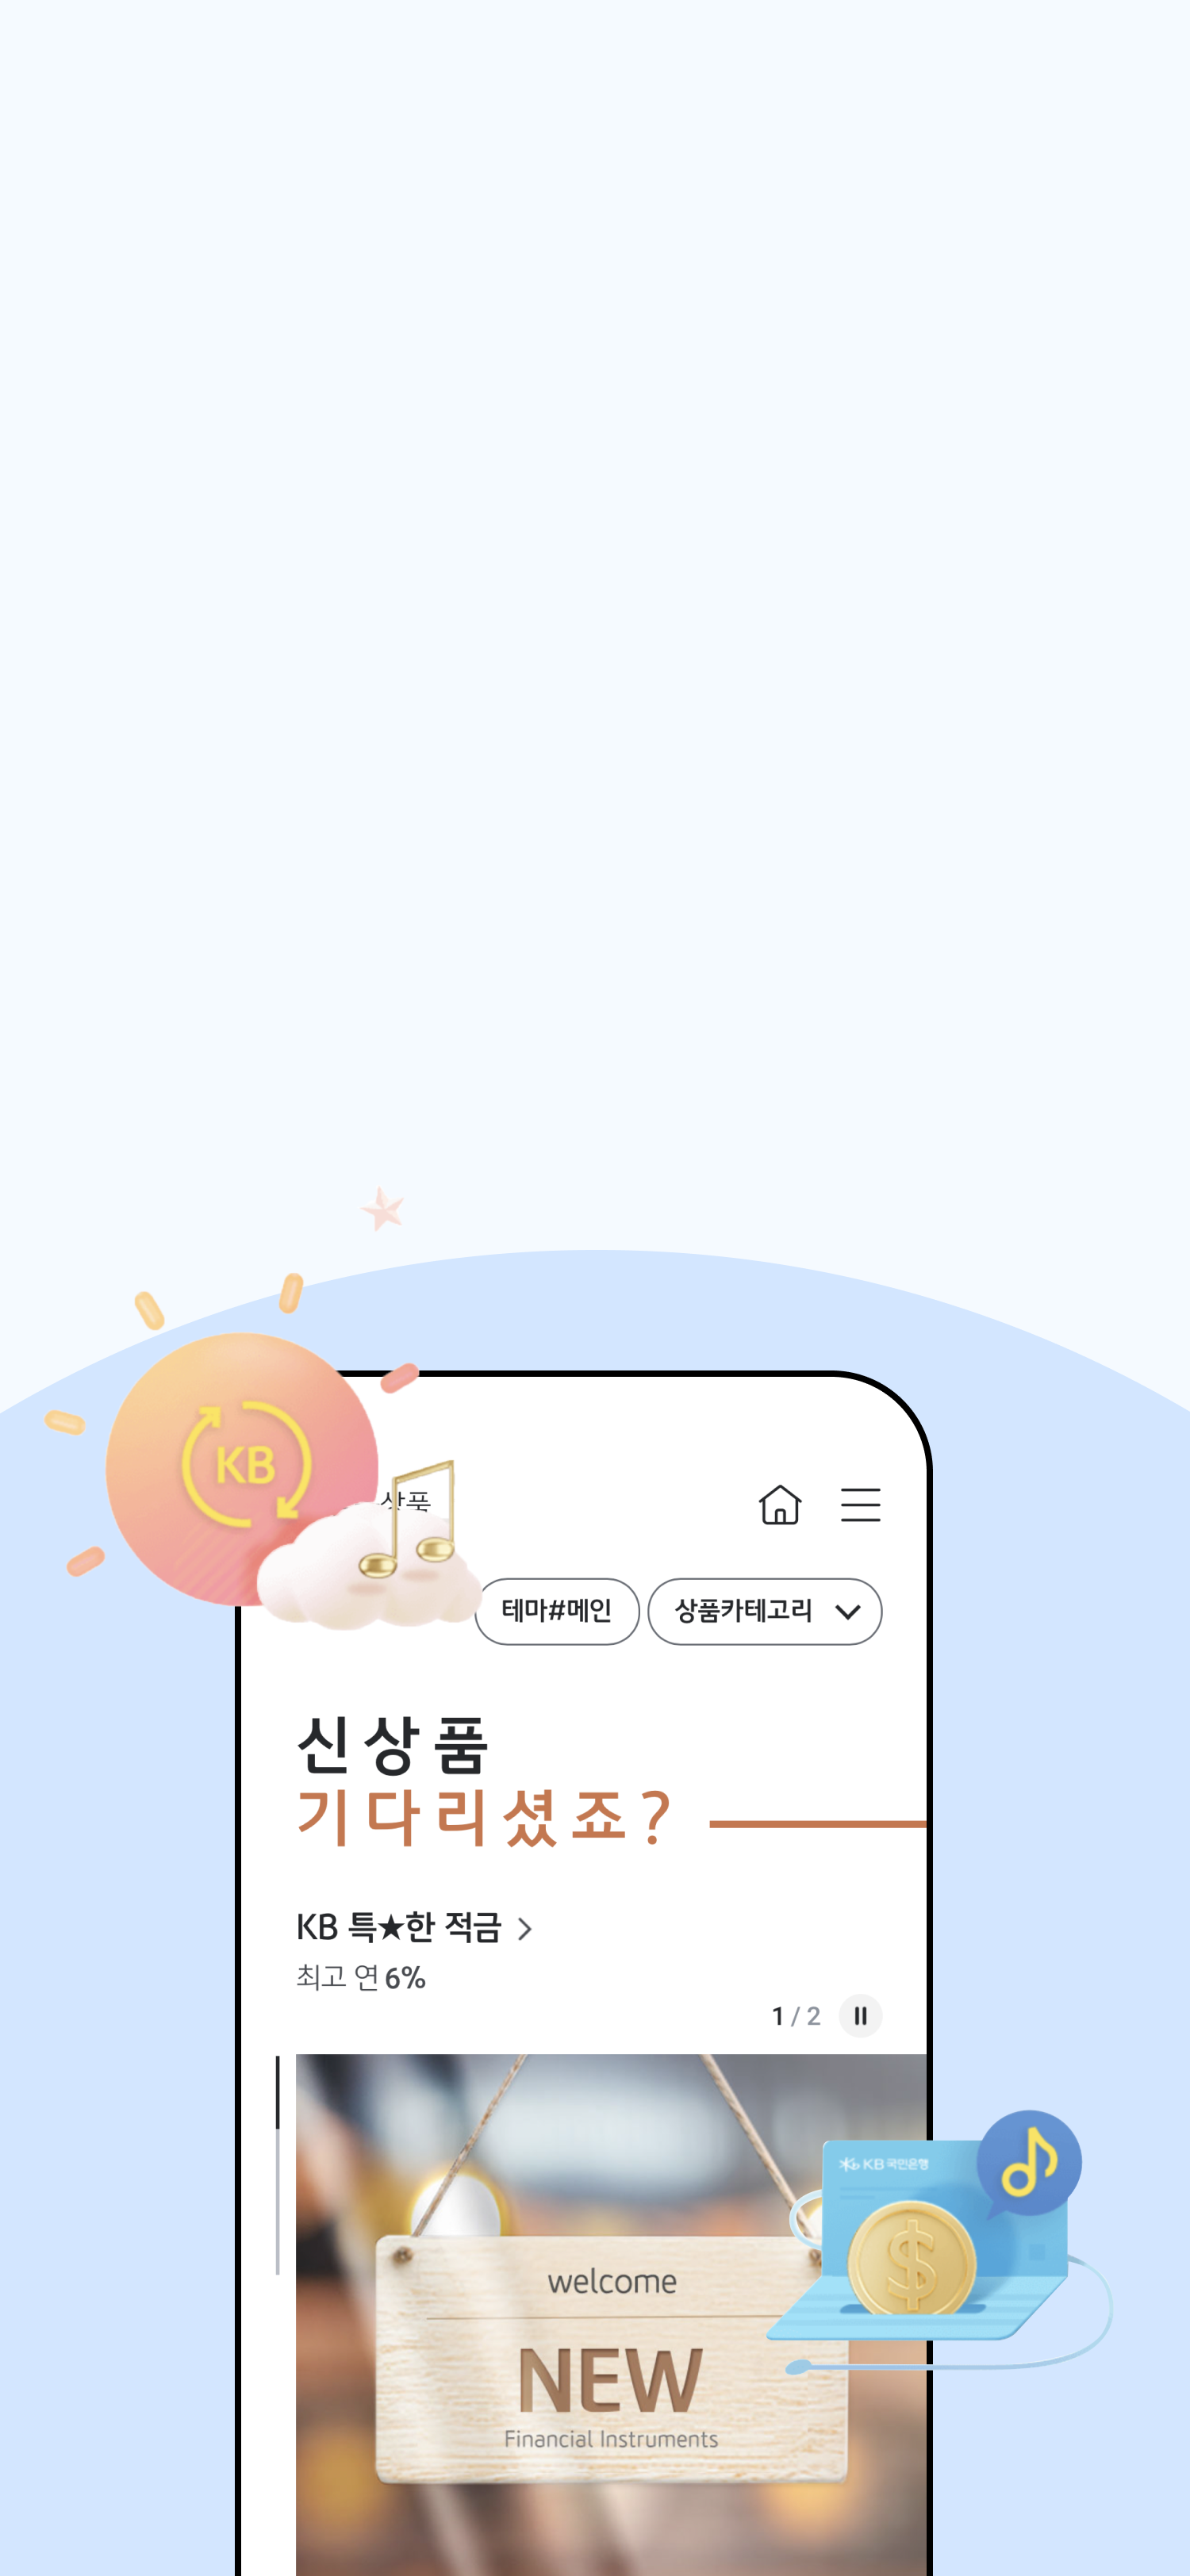 KB
상품
테마#메인
상품카테고리
신상품
기다리셨죠?
KB 특★한 적금
최고 연 6%
1 / 2
KB 국민은행
welcome
NEW
Financial Instruments